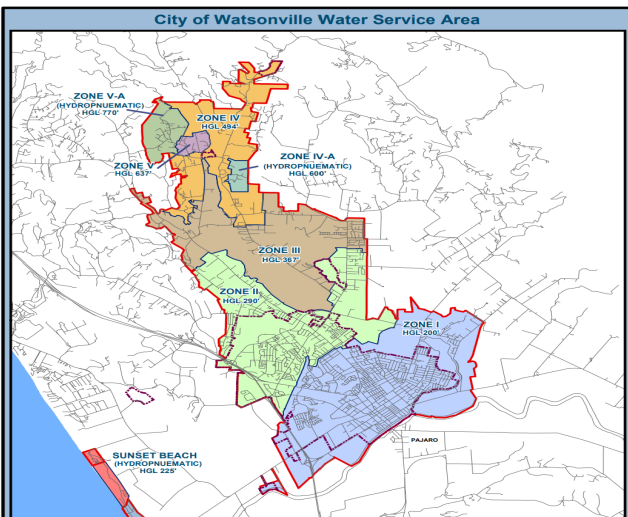 City of Watsonville Water Service Area
ZONE V-A
(HYDROPNUEMATIC)
HGL 770'
ZONE IV
HGL 494'
ZONE V
HGL 637'
ZONE IV-A
(HYDROPNUEMATIC)
HGL 600'
ZONE III
HGL 367'
ZONE II
HGL 290'
ZONE I
HGL 200'
PAJARO
SUNSET BEACH
(HYDROPNUEMATIC)
HGL 225'